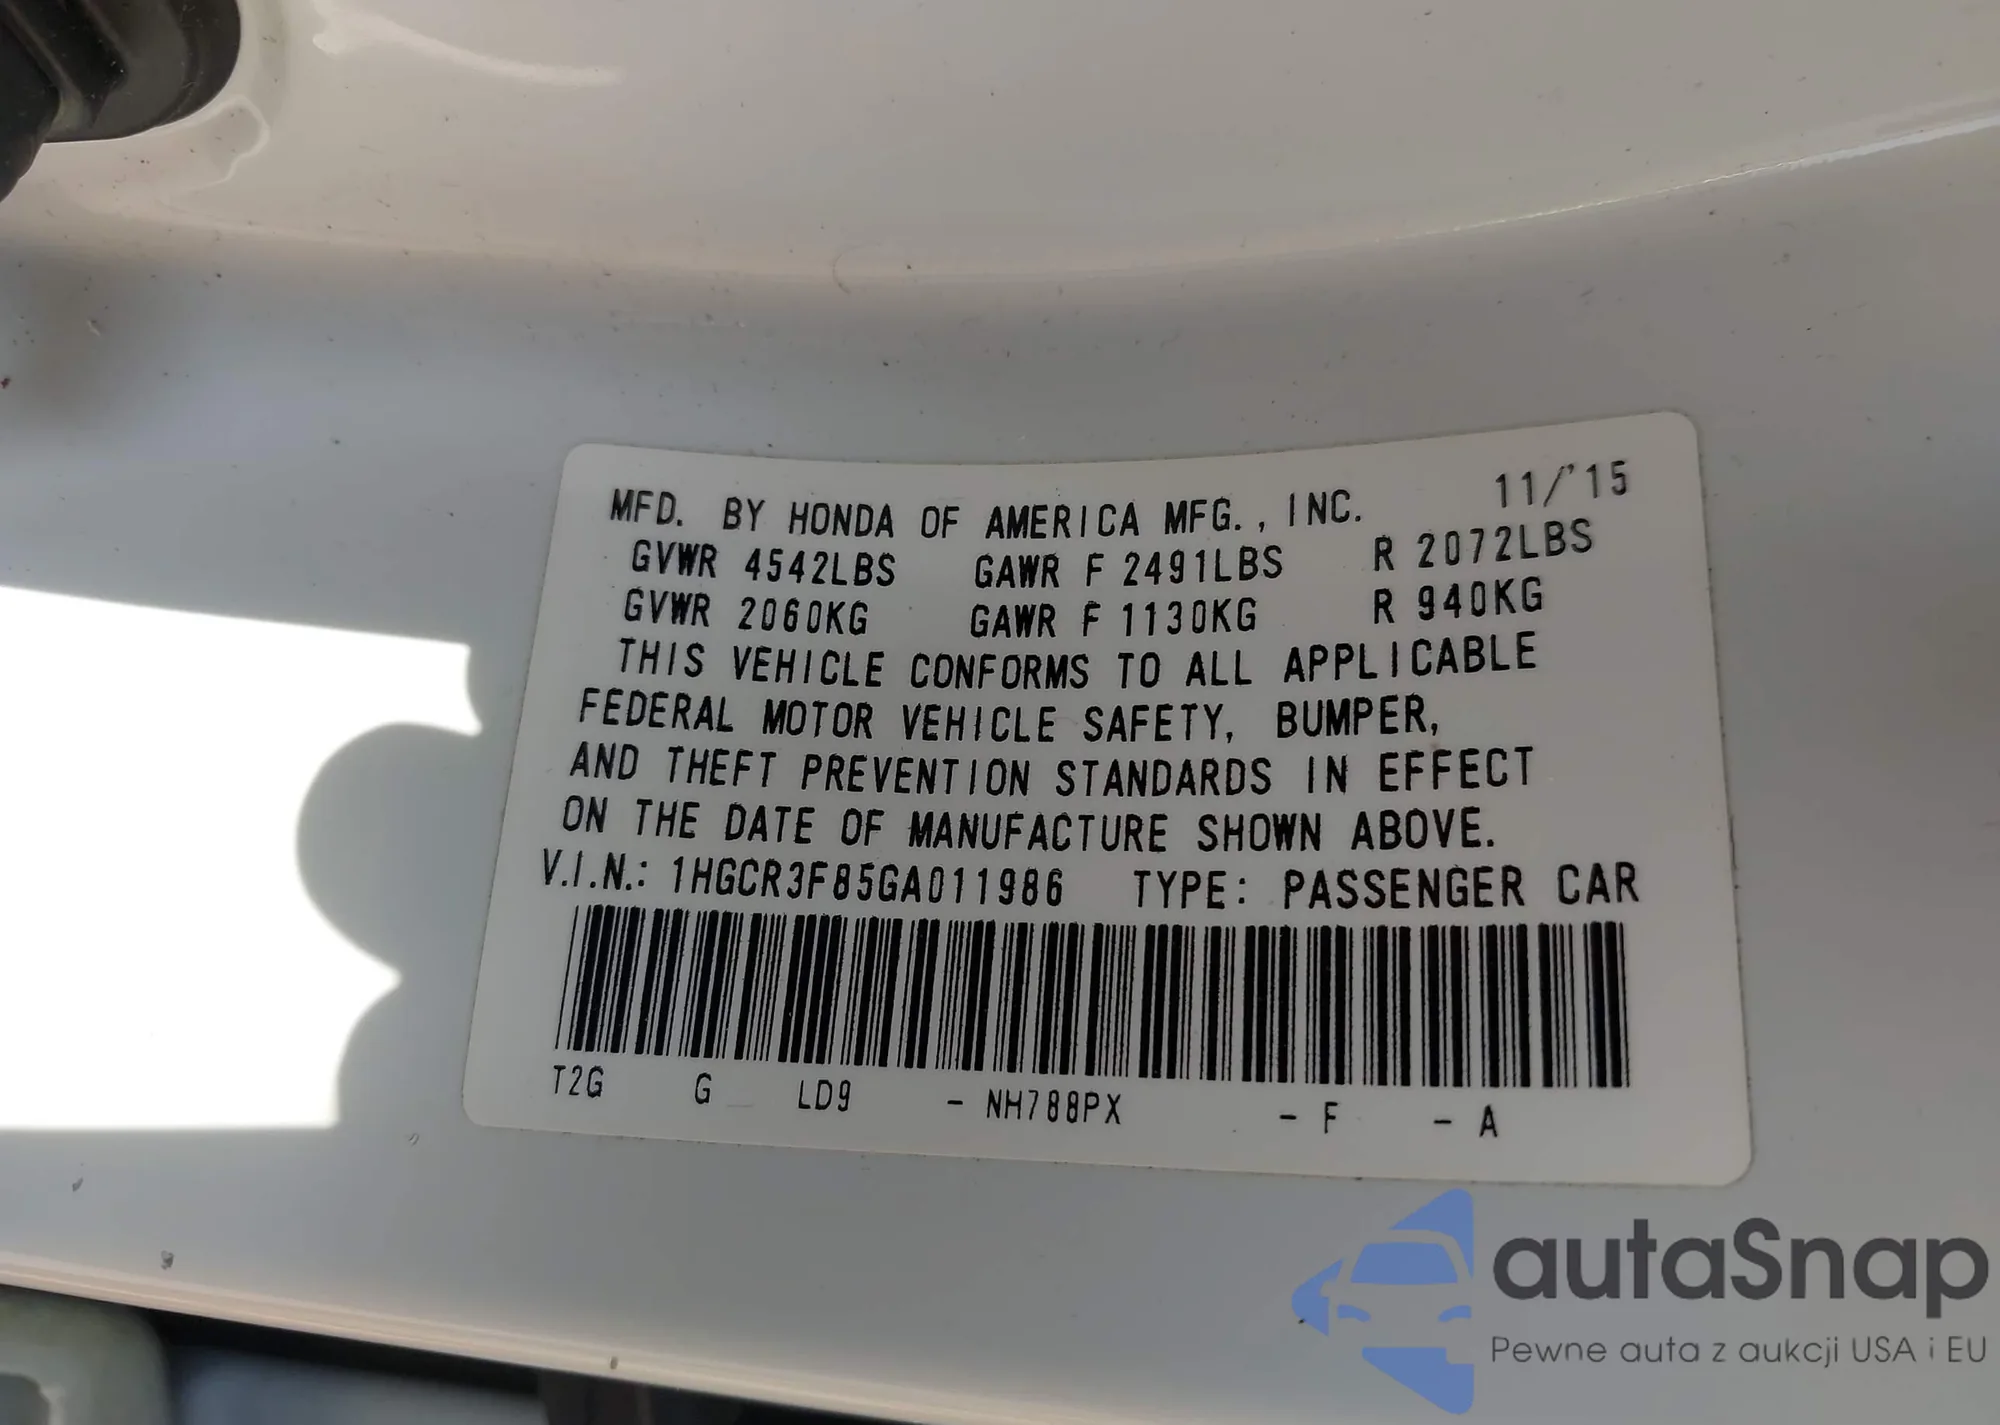 MFD. BY HONDA OF AMERICA MFG., INC. 11/'15
GVWR 4542LBS GAWR F 2491LBS R 2072LBS
GVWR 2060KG GAWR F 1130KG R 940KG
THIS VEHICLE CONFORMS TO ALL APPLICABLE
FEDERAL MOTOR VEHICLE SAFETY, BUMPER,
AND THEFT PREVENTION STANDARDS IN EFFECT
ON THE DATE OF MANUFACTURE SHOWN ABOVE.
V.I.N.: 1HGCR3F85GA011986 TYPE: PASSENGER CAR
T2G G LD9 - NH788PX - F - A
autaSnap
Pewne auta z aukcji USA i EU